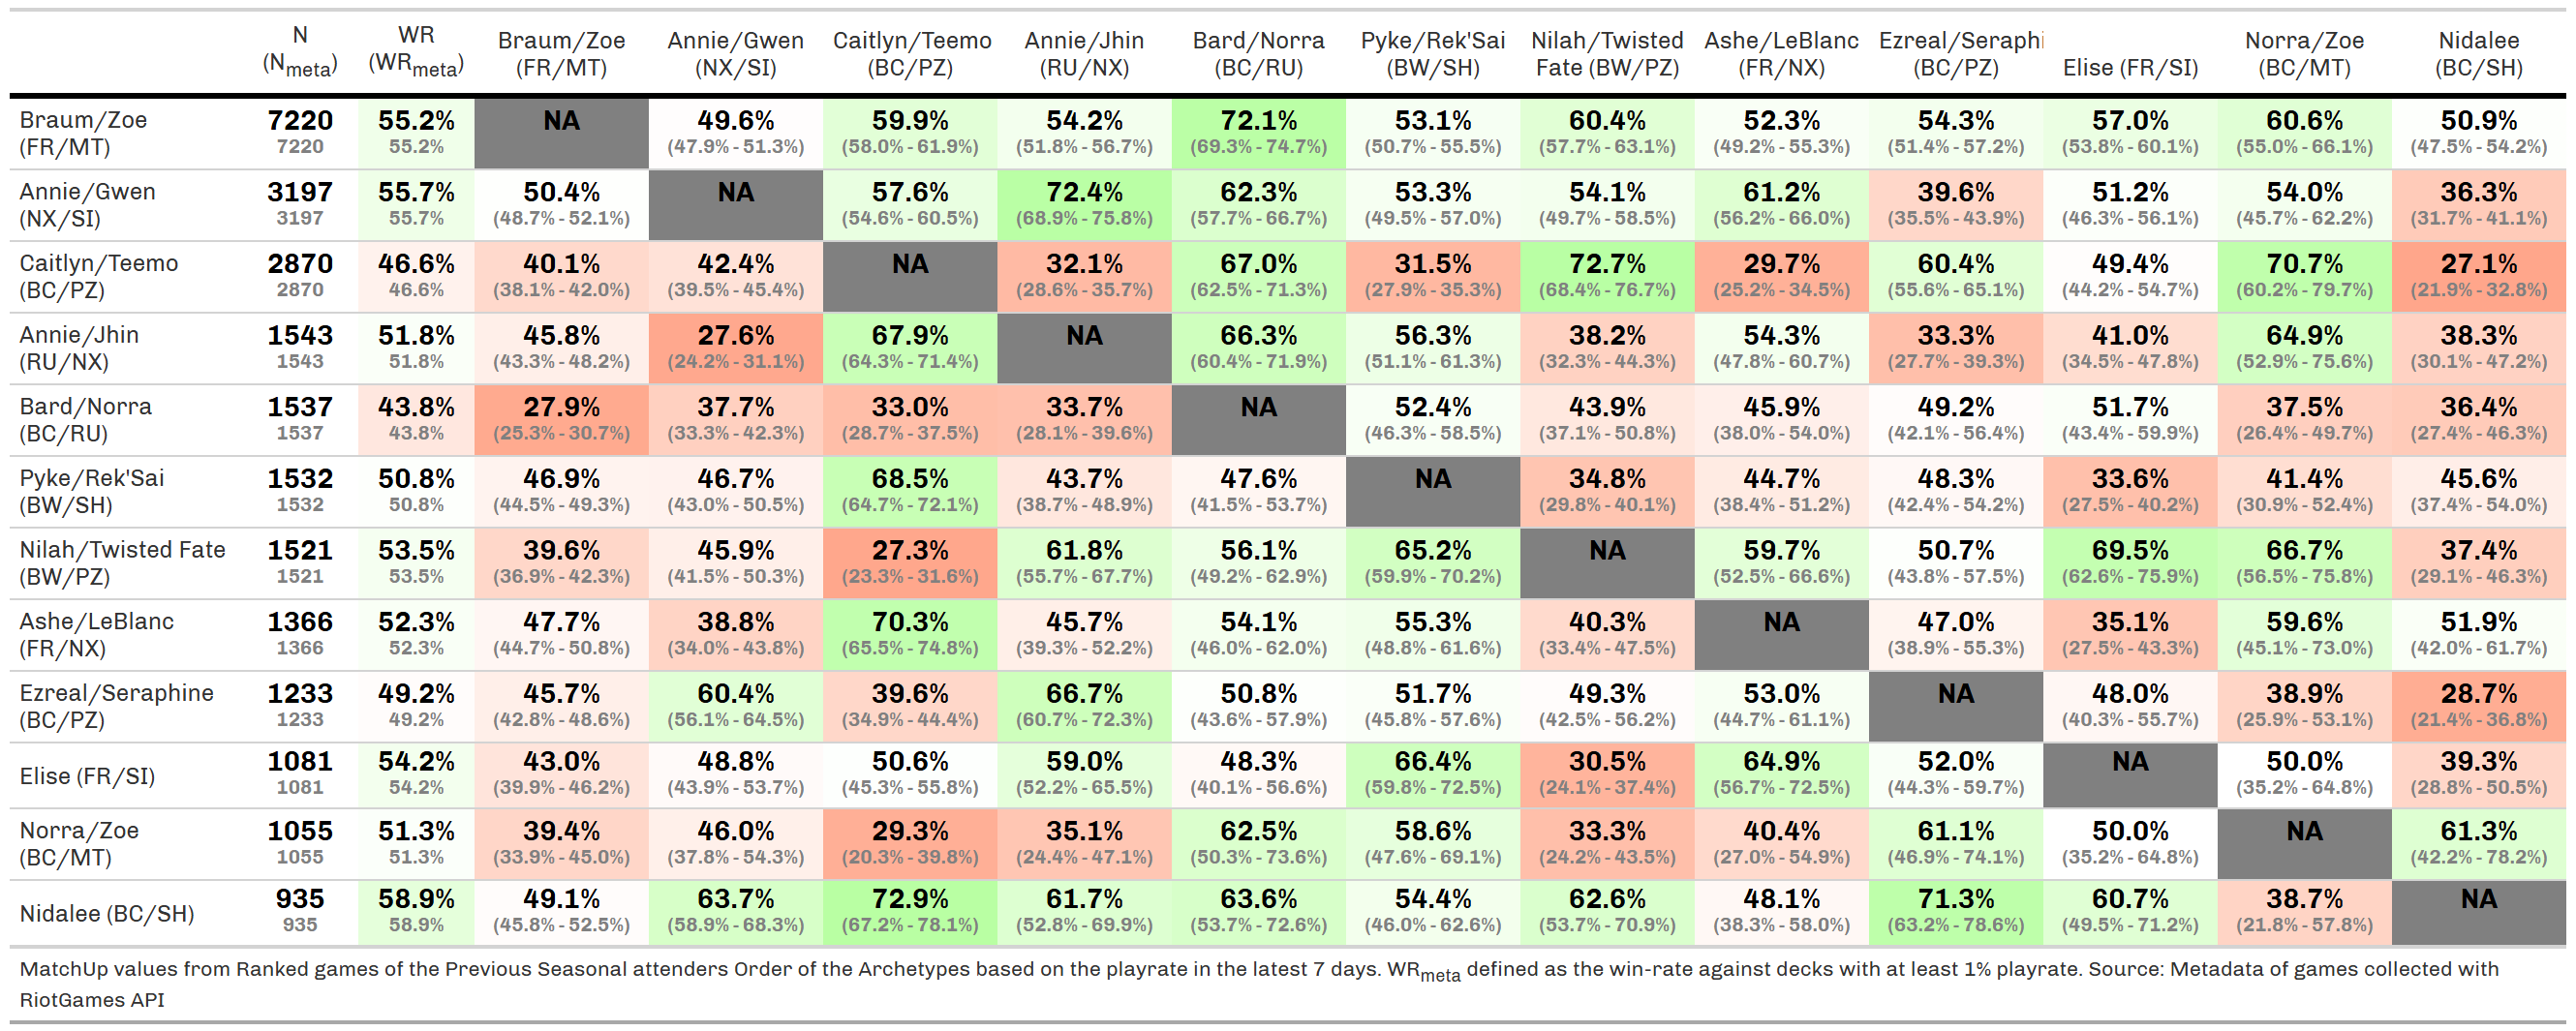 N WR Braum/Zoe Annie/Gwen Caitlyn/Teemo Annie/Jhin Bard/Norra Pyke/Rek'Sai Nilah/Twisted Ashe/LeBlanc Ezreal/Seraphi Norra/Zoe Nidalee
(Nmeta) (WRmeta) (FR/MT) (NX/SI) (BC/PZ) (RU/NX) (BC/RU) (BW/SH) Fate (BW/PZ) (FR/NX) (BC/PZ) Elise (FR/SI) (BC/MT) (BC/SH)
Braum/Zoe 7220 55.2% NA 49.6% 59.9% 54.2% 72.1% 53.1% 60.4% 52.3% 54.3% 57.0% 60.6% 50.9%
(FR/MT) 7220 55.2% (47.9% - 51.3%) (58.0% - 61.9%) (51.8% - 56.7%) (69.3% - 74.7%) (50.7% - 55.5%) (57.7% - 63.1%) (49.2% - 55.3%) (51.4% - 57.2%) (53.8% - 60.1%) (55.0% - 66.1%) (47.5% - 54.2%)
Annie/Gwen 3197 55.7% 50.4% NA 57.6% 72.4% 62.3% 53.3% 54.1% 61.2% 39.6% 51.2% 54.0% 36.3%
(NX/SI) 3197 55.7% (48.7% - 52.1%) (54.6% - 60.5%) (68.9% - 75.8%) (57.7% - 66.7%) (49.5% - 57.0%) (49.7% - 58.5%) (56.2% - 66.0%) (35.5% - 43.9%) (46.3% - 56.1%) (45.7% - 62.2%) (31.7% - 41.1%)
Caitlyn/Teemo 2870 46.6% 40.1% 42.4% NA 32.1% 67.0% 31.5% 72.7% 29.7% 60.4% 49.4% 70.7% 27.1%
(BC/PZ) 2870 46.6% (38.1% - 42.0%) (39.5% - 45.4%) (28.6% - 35.7%) (62.5% - 71.3%) (27.9% - 35.3%) (68.4% - 76.7%) (25.2% - 34.5%) (55.6% - 65.1%) (44.2% - 54.7%) (60.2% - 79.7%) (21.9% - 32.8%)
Annie/Jhin 1543 51.8% 45.8% 27.6% 67.9% NA 66.3% 56.3% 38.2% 54.3% 33.3% 41.0% 64.9% 38.3%
(RU/NX) 1543 51.8% (43.3% - 48.2%) (24.2% - 31.1%) (64.3% - 71.4%) (60.4% - 71.9%) (51.1% - 61.3%) (32.3% - 44.3%) (47.8% - 60.7%) (27.7% - 39.3%) (34.5% - 47.8%) (52.9% - 75.6%) (30.1% - 47.2%)
Bard/Norra 1537 43.8% 27.9% 37.7% 33.0% 33.7% NA 52.4% 43.9% 45.9% 49.2% 51.7% 37.5% 36.4%
(BC/RU) 1537 43.8% (25.3% - 30.7%) (33.3% - 42.3%) (28.7% - 37.5%) (28.1% - 39.6%) (46.3% - 58.5%) (37.1% - 50.8%) (38.0% - 54.0%) (42.1% - 56.4%) (43.4% - 59.9%) (26.4% - 49.7%) (27.4% - 46.3%)
Pyke/Rek'Sai 1532 50.8% 46.9% 46.7% 68.5% 43.7% 47.6% NA 34.8% 44.7% 48.3% 33.6% 41.4% 45.6%
(BW/SH) 1532 50.8% (44.5% - 49.3%) (43.0% - 50.5%) (64.7% - 72.1%) (38.7% - 48.9%) (41.5% - 53.7%) (29.8% - 40.1%) (38.4% - 51.2%) (42.4% - 54.2%) (27.5% - 40.2%) (30.9% - 52.4%) (37.4% - 54.0%)
Nilah/Twisted Fate 1521 53.5% 39.6% 45.9% 27.3% 61.8% 56.1% 65.2% NA 59.7% 50.7% 69.5% 66.7% 37.4%
(BW/PZ) 1521 53.5% (36.9% - 42.3%) (41.5% - 50.3%) (23.3% - 31.6%) (55.7% - 67.7%) (49.2% - 62.9%) (59.9% - 70.2%) (52.5% - 66.6%) (43.8% - 57.5%) (62.6% - 75.9%) (56.5% - 75.8%) (29.1% - 46.3%)
Ashe/LeBlanc 1366 52.3% 47.7% 38.8% 70.3% 45.7% 54.1% 55.3% 40.3% NA 47.0% 35.1% 59.6% 51.9%
(FR/NX) 1366 52.3% (44.7% - 50.8%) (34.0% - 43.8%) (65.5% - 74.8%) (39.3% - 52.2%) (46.0% - 62.0%) (48.8% - 61.6%) (33.4% - 47.5%) (38.9% - 55.3%) (27.5% - 43.3%) (45.1% - 73.0%) (42.0% - 61.7%)
Ezreal/Seraphine 1233 49.2% 45.7% 60.4% 39.6% 66.7% 50.8% 51.7% 49.3% 53.0% NA 48.0% 38.9% 28.7%
(BC/PZ) 1233 49.2% (42.8% - 48.6%) (56.1% - 64.5%) (34.9% - 44.4%) (60.7% - 72.3%) (43.6% - 57.9%) (45.8% - 57.6%) (42.5% - 56.2%) (44.7% - 61.1%) (40.3% - 55.7%) (25.9% - 53.1%) (21.4% - 36.8%)
Elise (FR/SI) 1081 54.2% 43.0% 48.8% 50.6% 59.0% 48.3% 66.4% 30.5% 64.9% 52.0% NA 50.0% 39.3%
1081 54.2% (39.9% - 46.2%) (43.9% - 53.7%) (45.3% - 55.8%) (52.2% - 65.5%) (40.1% - 56.6%) (59.8% - 72.5%) (24.1% - 37.4%) (56.7% - 72.5%) (44.3% - 59.7%) (35.2% - 64.8%) (28.8% - 50.5%)
Norra/Zoe 1055 51.3% 39.4% 46.0% 29.3% 35.1% 62.5% 58.6% 33.3% 40.4% 61.1% 50.0% NA 61.3%
(BC/MT) 1055 51.3% (33.9% - 45.0%) (37.8% - 54.3%) (20.3% - 39.8%) (24.4% - 47.1%) (50.3% - 73.6%) (47.6% - 69.1%) (24.2% - 43.5%) (27.0% - 54.9%) (46.9% - 74.1%) (35.2% - 64.8%) (42.2% - 78.2%)
Nidalee (BC/SH) 935 58.9% 49.1% 63.7% 72.9% 61.7% 63.6% 54.4% 62.6% 48.1% 71.3% 60.7% 38.7% NA
935 58.9% (45.8% - 52.5%) (58.9% - 68.3%) (67.2% - 78.1%) (52.8% - 69.9%) (53.7% - 72.6%) (46.0% - 62.6%) (53.7% - 70.9%) (38.3% - 58.0%) (63.2% - 78.6%) (49.5% - 71.2%) (21.8% - 57.8%)
MatchUp values from Ranked games of the Previous Seasonal attenders Order of the Archetypes based on the playrate in the latest 7 days. WRmeta defined as the win-rate against decks with at least 1% playrate. Source: Metadata of games collected with
RiotGames API